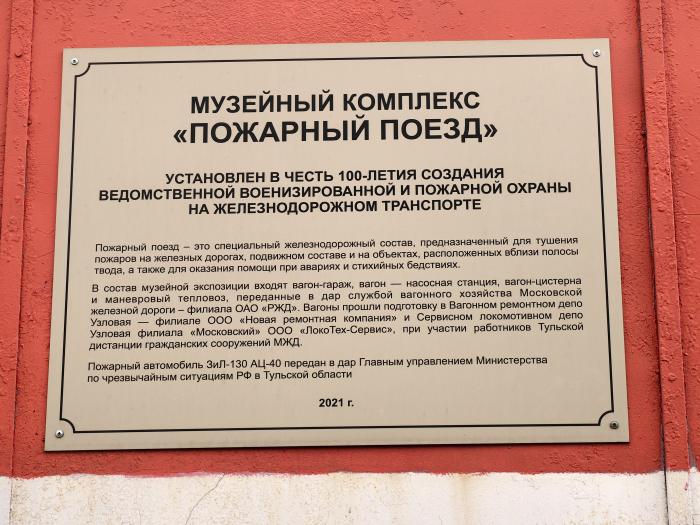 МУЗЕЙНЫЙ КОМПЛЕКС
«ПОЖАРНЫЙ ПОЕЗД»
УСТАНОВЛЕН В ЧЕСТЬ 100-ЛЕТИЯ СОЗДАНИЯ
ВЕДОМСТВЕННОЙ ВОЕНИЗИРОВАННОЙ И ПОЖАРНОЙ ОХРАНЫ
НА ЖЕЛЕЗНОДОРОЖНОМ ТРАНСПОРТЕ
Пожарный поезд – это специальный железнодорожный состав, предназначенный для тушения
пожаров на железных дорогах, подвижном составе и на объектах, расположенных вблизи полосы
твода, а также для оказания помощи при авариях и стихийных бедствиях.
В состав музейной экспозиции входят вагон-гараж, вагон — насосная станция, вагон-цистерна
и маневровый тепловоз, переданные в дар службой вагонного хозяйства Московской
железной дороги – филиала ОАО «РЖД». Вагоны прошли подготовку в Вагонном ремонтном депо
Узловая — филиале ООО «Новая ремонтная компания» и Сервисном локомотивном депо
Узловая филиала «Московский» ООО «ЛокоТех-Сервис», при участии работников Тульской
дистанции гражданских сооружений МЖД.
Пожарный автомобиль ЗиЛ-130 АЦ-40 передан в дар Главным управлением Министерства
по чрезвычайным ситуациям РФ в Тульской области
2021 г.